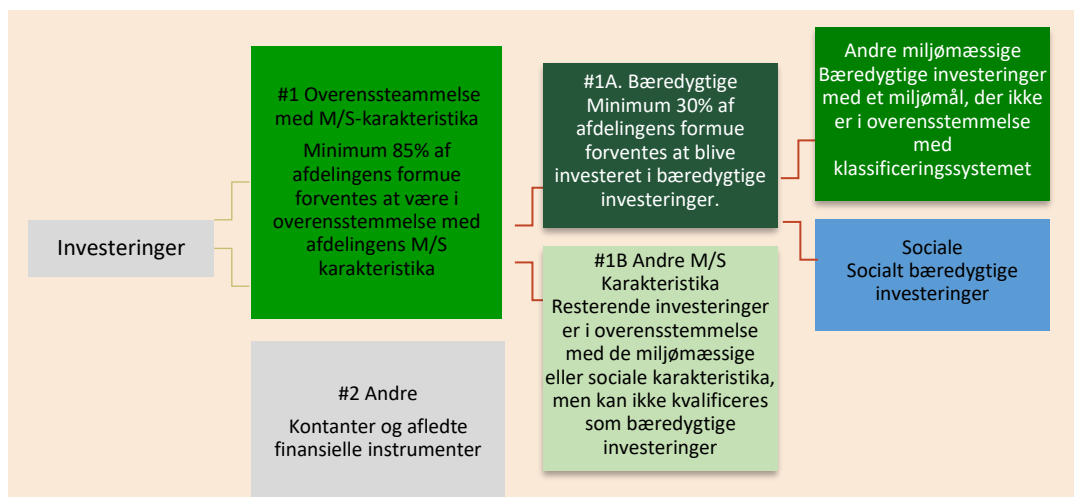 Investeringer
#1 Overenssteammelse
med M/S-karakteristika
Minimum 85% af
afdelingens formue
forventes at være i
overensstemmelse med
afdelingens M/S
karakteristika
#2 Andre
Kontanter og afledte
finansielle instrumenter
#1A. Bæredygtige
Minimum 30% af
afdelingens formue
forventes at blive
investeret i bæredygtige
investeringer.
#1B Andre M/S
Karakteristika
Resterende investeringer
er i overensstemmelse
med de miljømæssige
eller sociale karakteristika,
men kan ikke kvalificeres
som bæredygtige
investeringer
Andre miljømæssige
Bæredygtige investeringer
med et miljømål, der ikke
er i overensstemmelse
med
klassificeringssystemet
Sociale
Socialt bæredygtige
investeringer